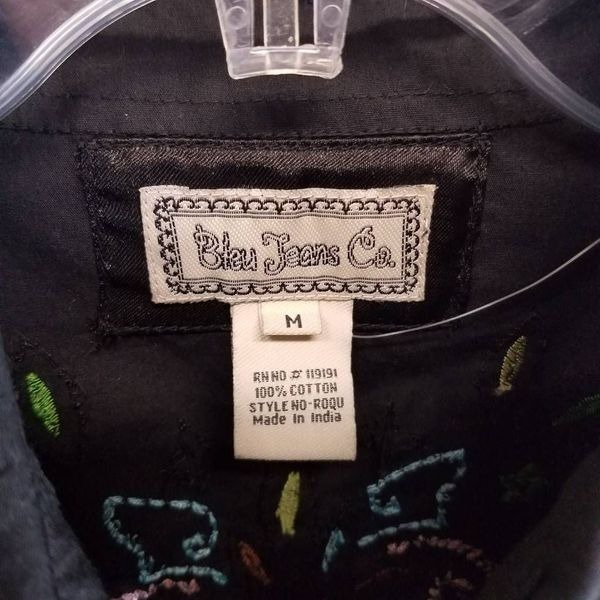 Bleu Jeans Co.
M
RN NO # 119191
100% COTTON
STYLE NO-ROQU
Made In India